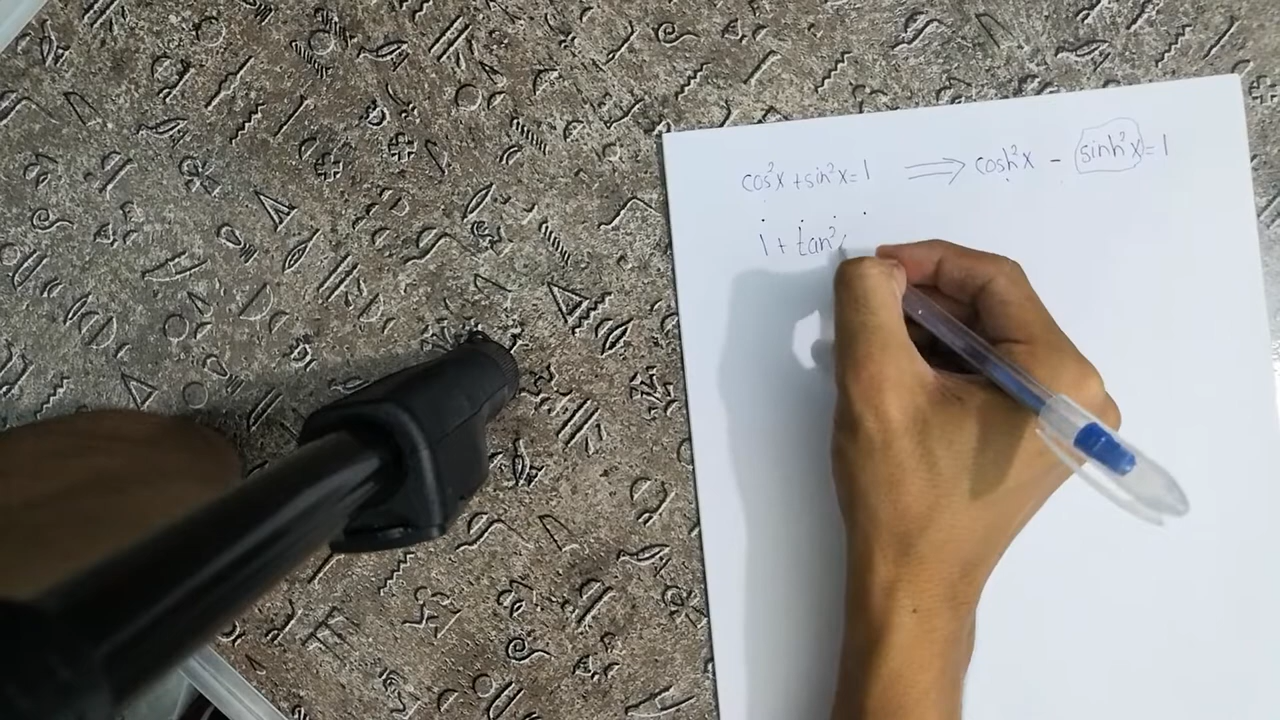 cos²x + sin²x = 1 ⟹ cosh²x - sinh²x = 1
1 + tan²